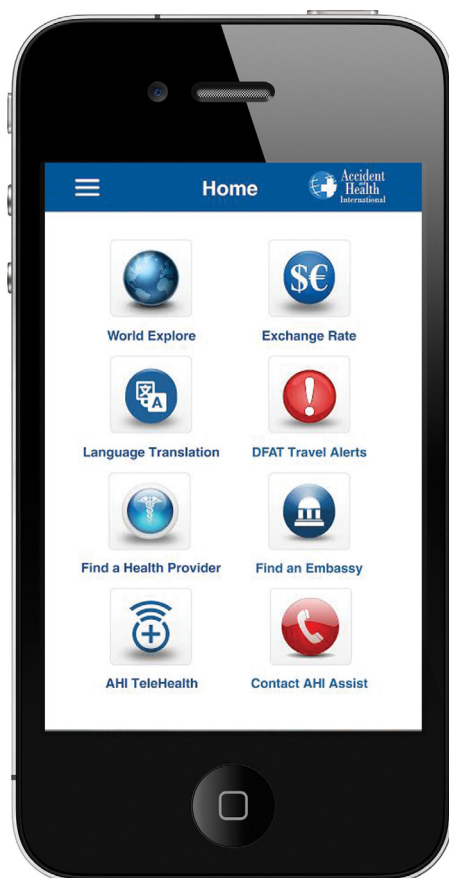 Home
Accident
and
Health
International
$€
World Explore
Exchange Rate
A
Language Translation
!
DFAT Travel Alerts
Find a Health Provider
Find an Embassy
AHI TeleHealth
Contact AHI Assist